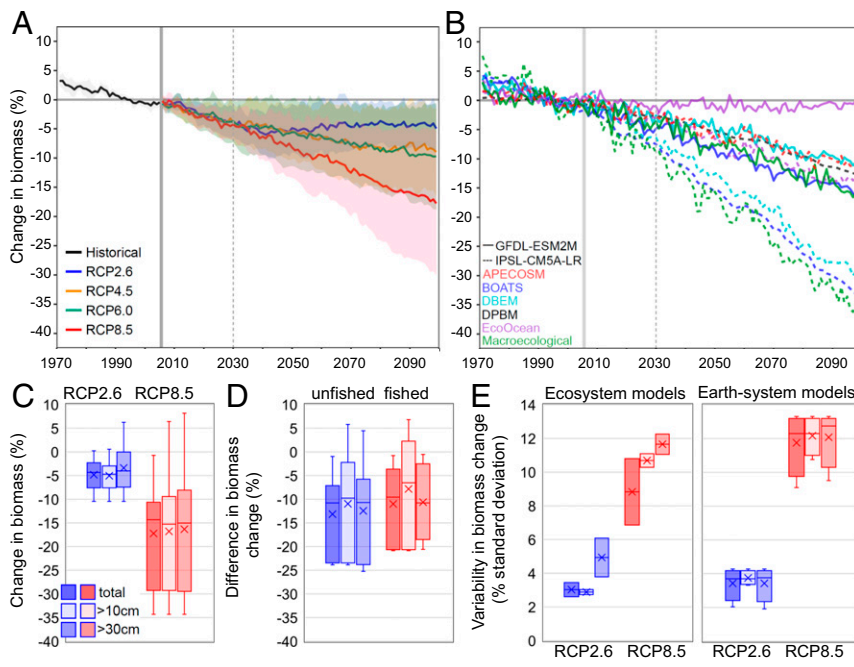 A
Change in biomass (%)
10
5
0
-5
-10
-15
-20
-25
-30
-35
-40
1970
1990
2010
2030
2050
2070
2090
Historical
RCP2.6
RCP4.5
RCP6.0
RCP8.5
B
10
5
0
-5
-10
-15
-20
-25
-30
-35
-40
1970
1990
2010
2030
2050
2070
2090
GFDL-ESM2M
IPSL-CM5A-LR
APECOSM
BOATS
DBEM
DPBM
EcoOcean
Macroecological
C
RCP2.6 RCP8.5
Change in biomass (%)
10
5
0
-5
-10
-15
-20
-25
-30
-35
-40
total
>10cm
>30cm
D
unfished fished
Difference in biomass
change (%)
10
5
0
-5
-10
-15
-20
-25
-30
-35
-40
E
Ecosystem models Earth-system models
Variability in biomass change
(% standard deviation)
14
12
10
8
6
4
2
0
RCP2.6 RCP8.5
RCP2.6 RCP8.5